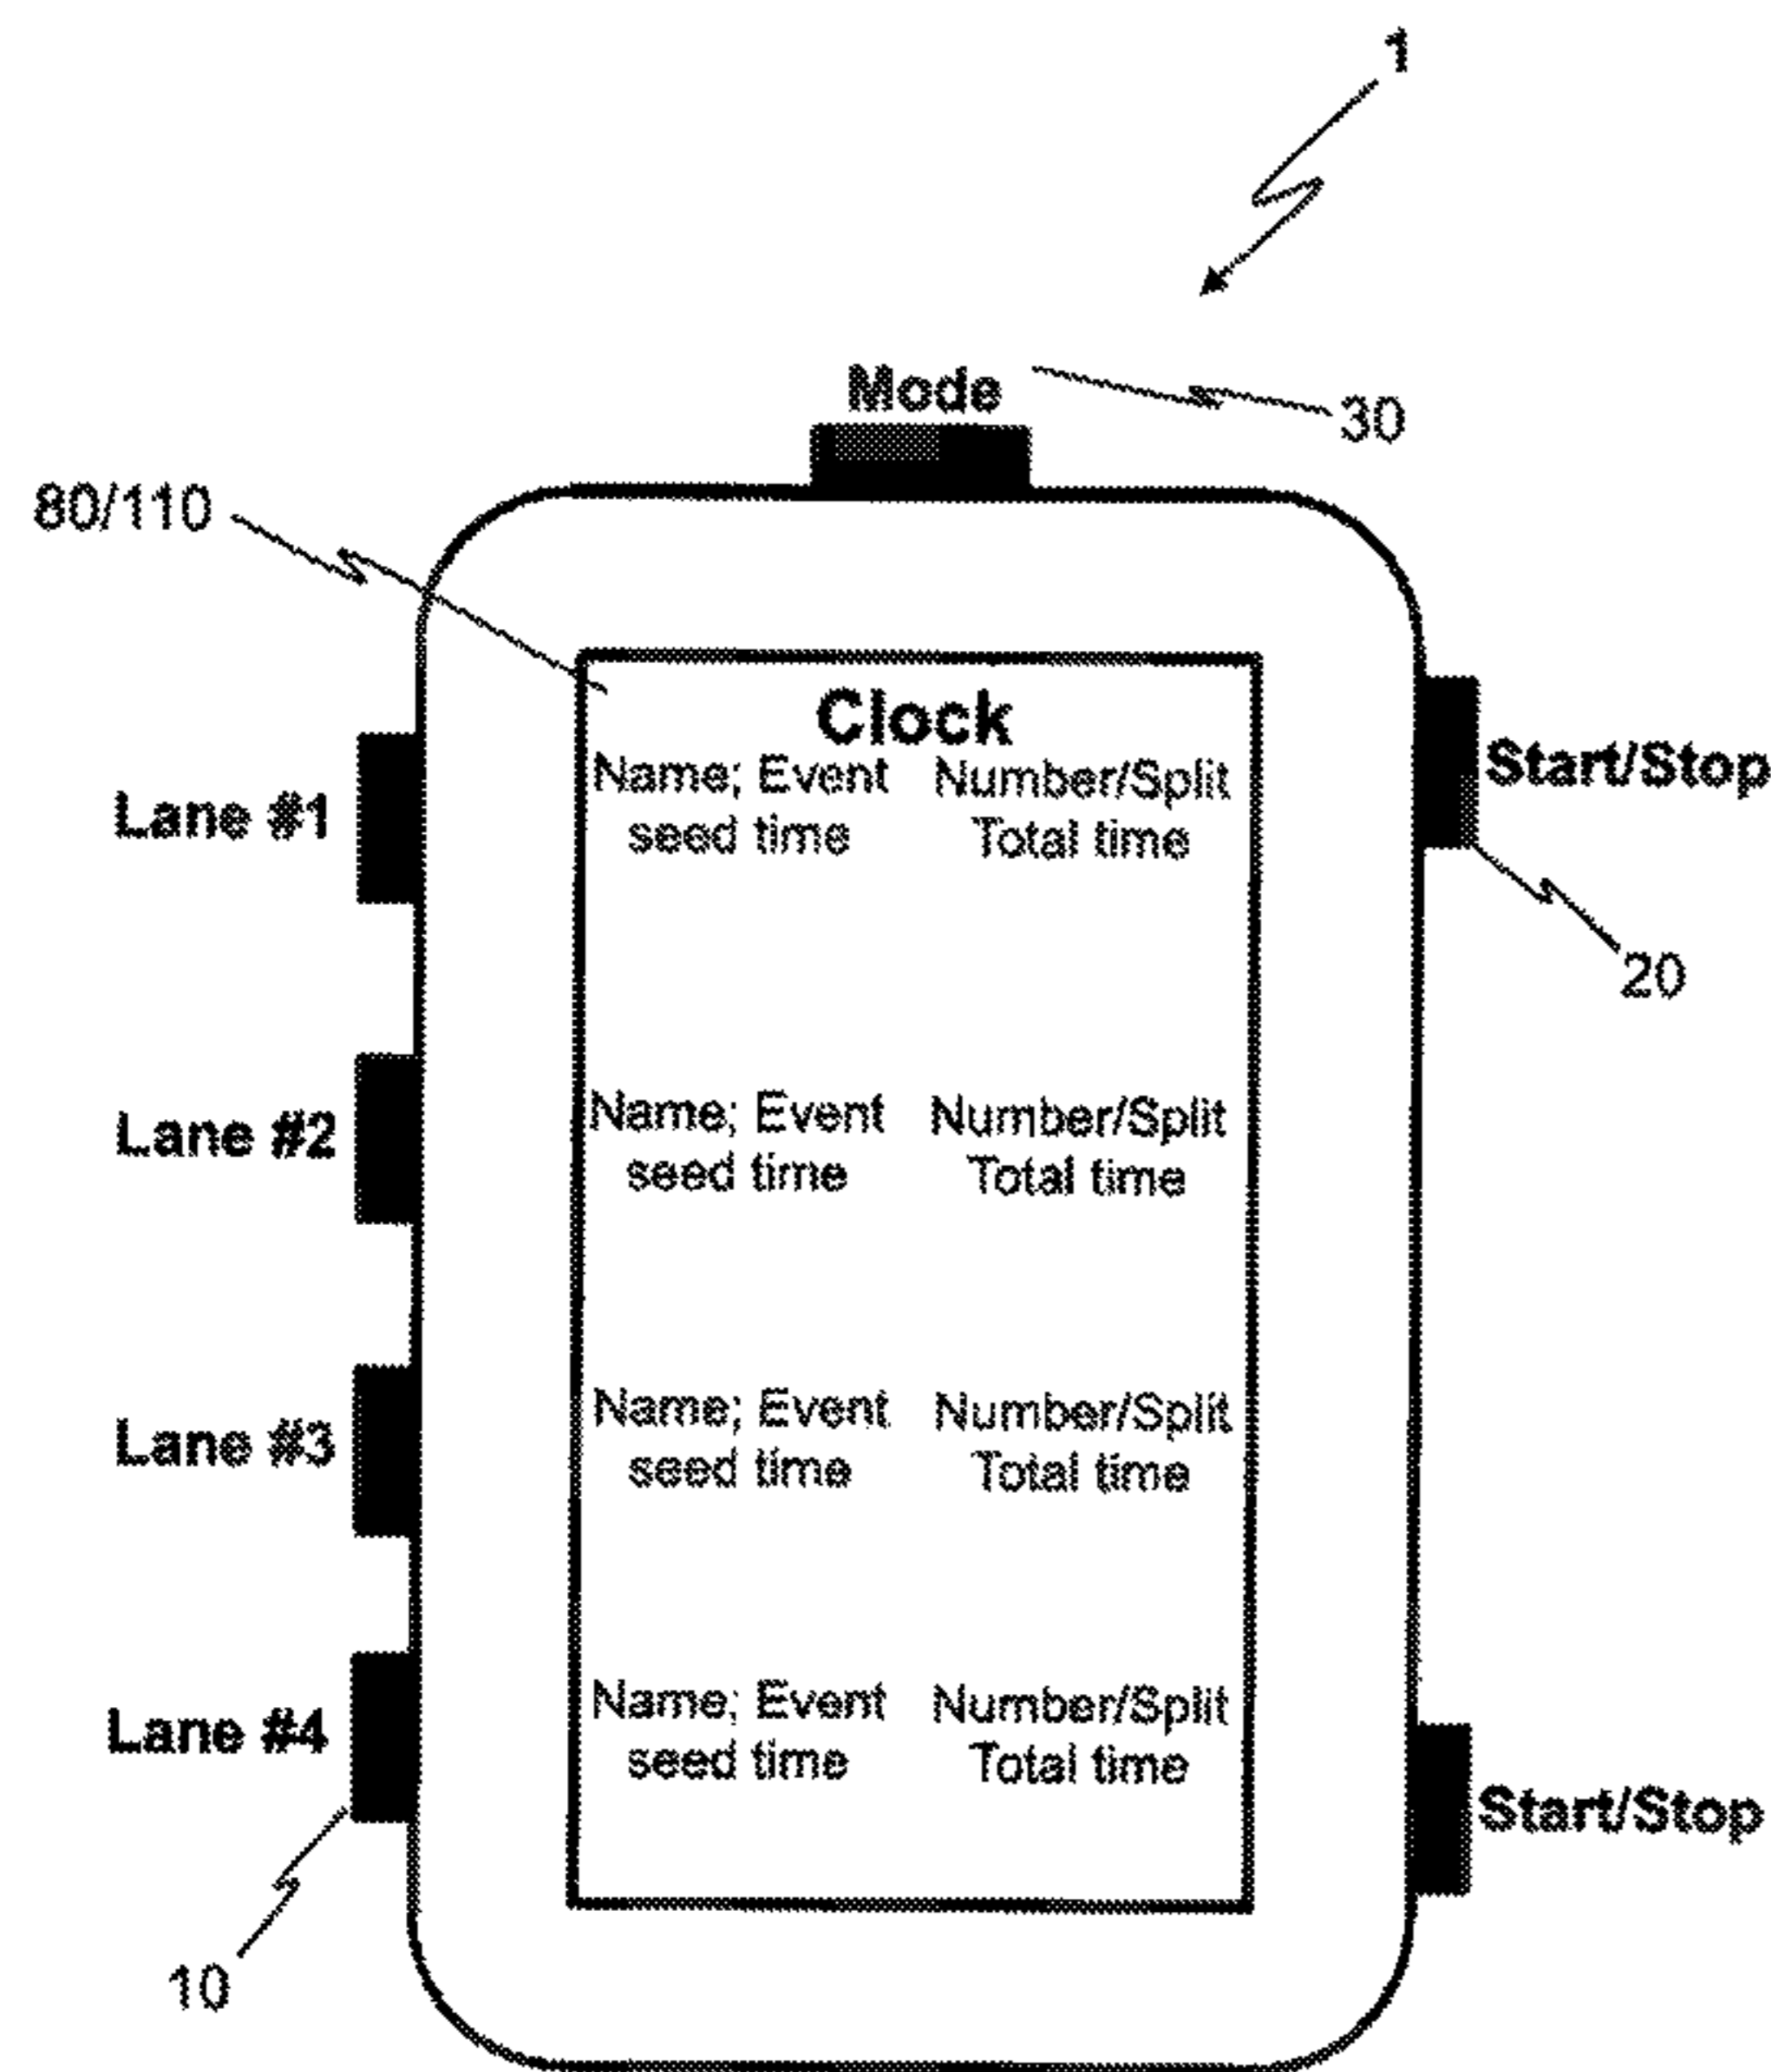 1
Mode
30
80/110
Clock
Name; Event Number/Split
seed time Total time
Lane #1
Start/Stop
20
Name; Event Number/Split
seed time Total time
Lane #2
Name; Event Number/Split
seed time Total time
Lane #3
Name; Event Number/Split
seed time Total time
Lane #4
Start/Stop
10